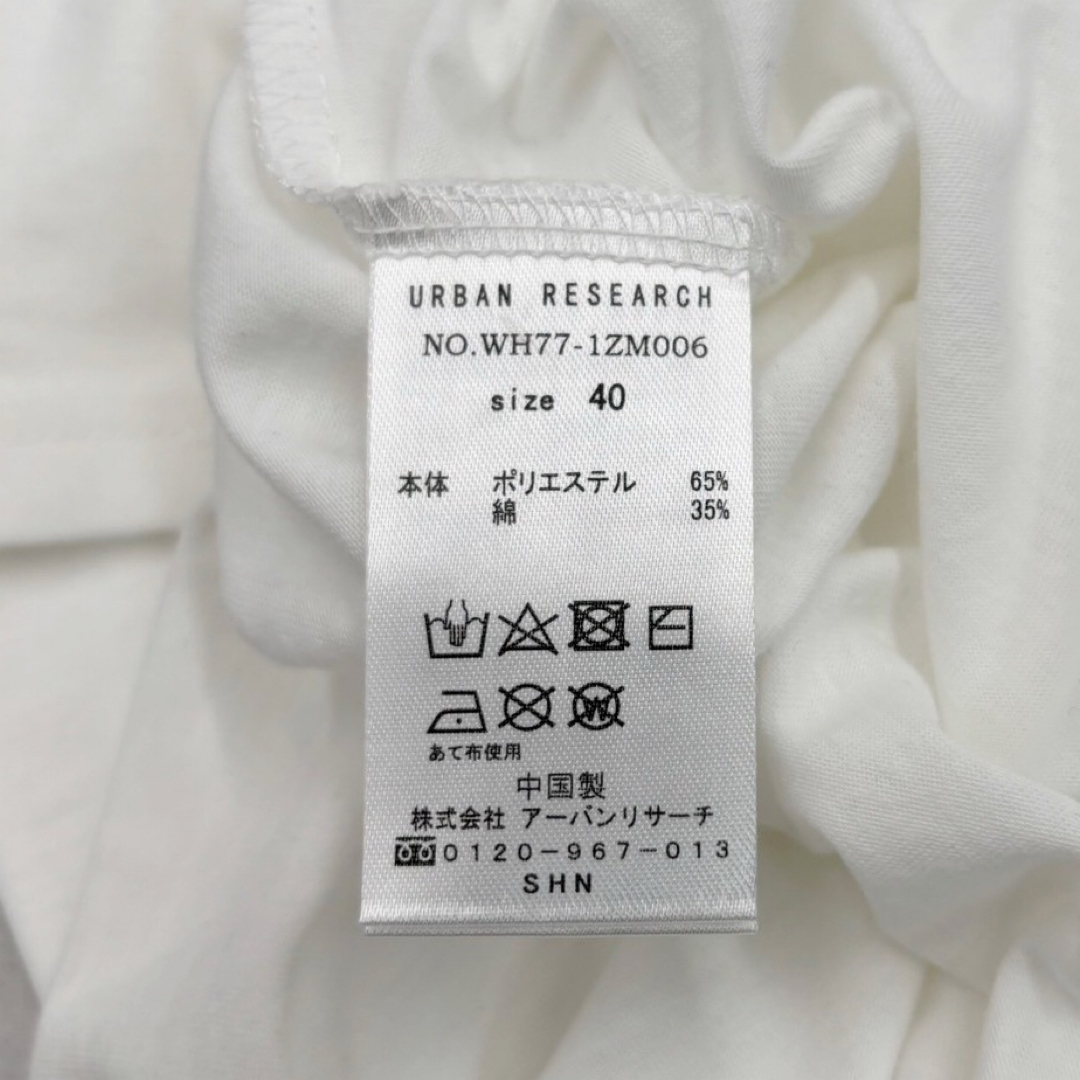 URBAN RESEARCH
NO.WH77-1ZM006
size 40
本体 ポリエステル 65%
綿 35%
W
あて布使用
中国製
株式会社 アーバンリサーチ
0120-967-013
SHN